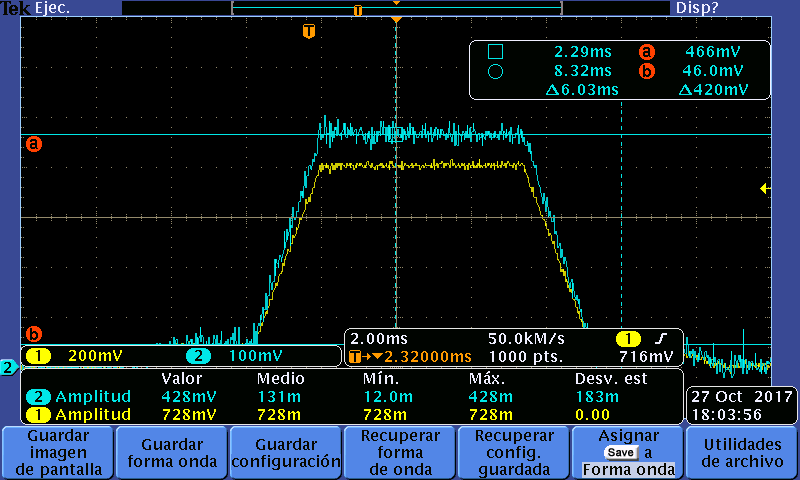 Tek Ejec. Disp?
T
T
2.29ms a 466mV
8.32ms b 46.0mV
Δ6.03ms Δ420mV
a
b
2
1 200mV 2 100mV
2.00ms 50.0kM/s 1
T→▼2.32000ms 1000 pts. 716mV
Valor Medio Mín. Máx. Desv. est
2 Amplitud 428mV 131m 12.0m 428m 183m
1 Amplitud 728mV 728m 728m 728m 0.00
27 Oct 2017
18:03:56
Guardar
imagen
de pantalla
Guardar
forma onda
Guardar
configuración
Recuperar
forma
de onda
Recuperar
config.
guardada
Asignar
Save a
Forma onda
Utilidades
de archivo